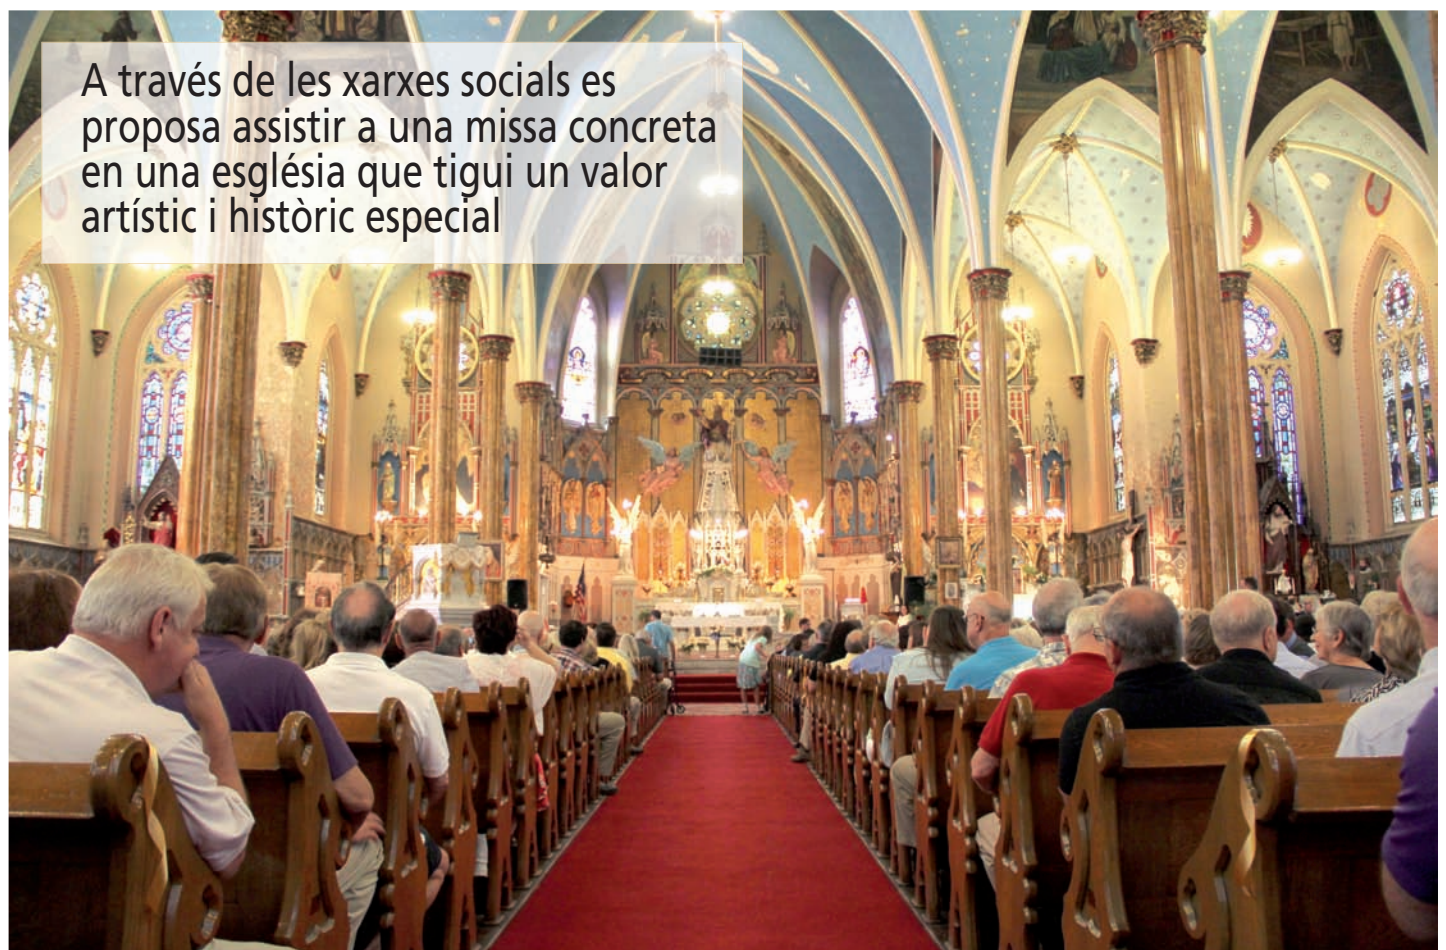 A través de les xarxes socials es
proposa assistir a una missa concreta
en una església que tigui un valor
artístic i històric especial